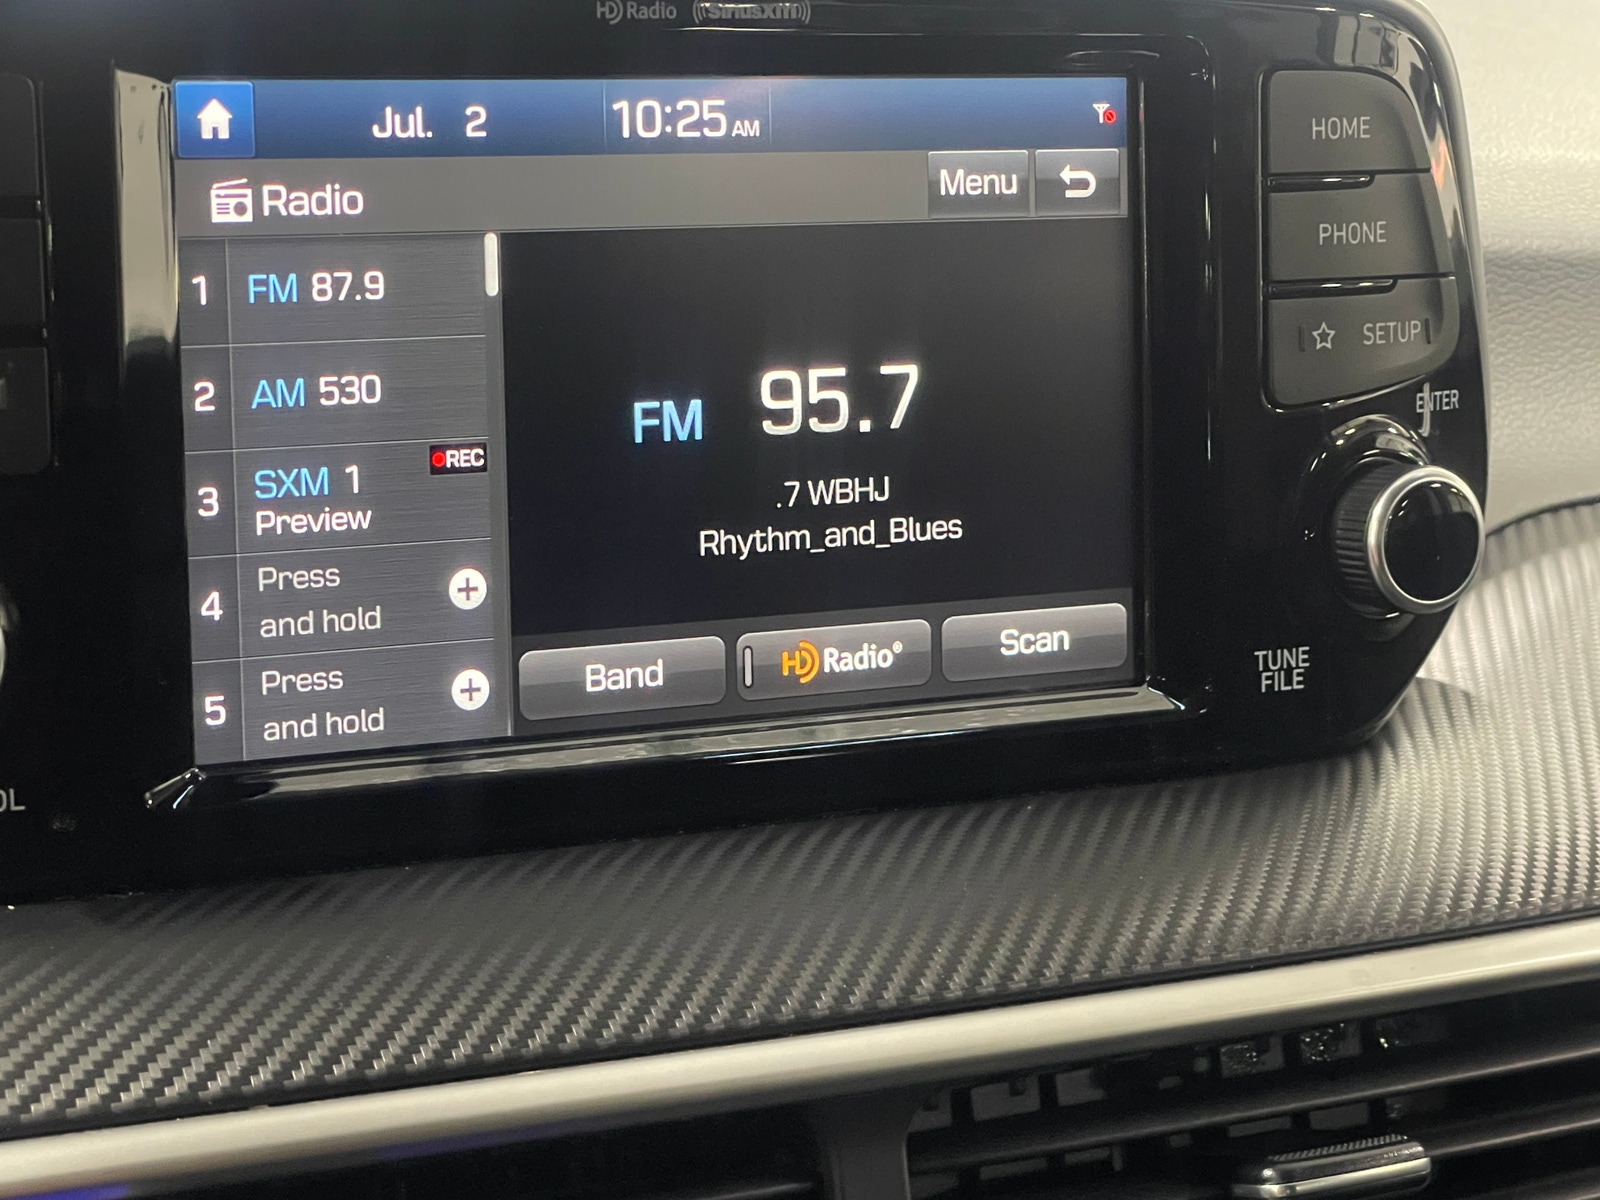 HD Radio ((SiriusXM))
Jul. 2 10:25 AM
Radio Menu
1 FM 87.9
2 AM 530
3 SXM 1 REC
Preview
4 Press
and hold
5 Press
and hold
FM 95.7
.7 WBHJ
Rhythm_and_Blues
Band HD Radio® Scan
HOME
PHONE
SETUP
ENTER
TUNE
FILE